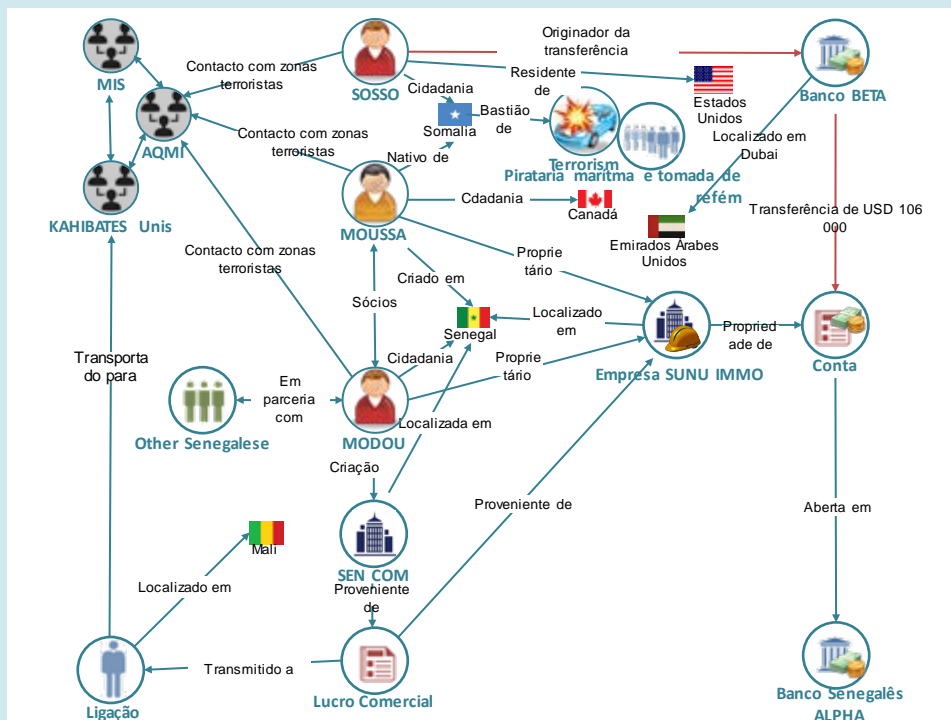 Originador da
transferência
MIS
Contacto com zonas
terroristas
SOSSO
Residente
de
Banco BETA
Cidadania
Estados
Unidos
AQMI
Somalia
Bastião
de
Localizado em
Dubai
Contacto com zonas
terroristas
Nativo de
Terrorism
Pirataria marítma e tomada de
refém
KAHIBATES Unis
Cdadania
Canadá
MOUSSA
Transferência de USD 106
000
Emirados Árabes
Unidos
Contacto com zonas
terroristas
Proprie
tário
Criado em
Sócios
Senegal
Localizado
em
Propried
ade de
Transporta
do para
Cidadania
Proprie
tário
Empresa SUNU IMMO
Conta
Em
parceria
com
Other Senegalese
MODOU
Localizada em
Criação
Proveniente de
Aberta em
Mali
SEN COM
Localizado em
Proveniente
de
Transmitido a
Ligação
Lucro Comercial
Banco Senegalês
ALPHA